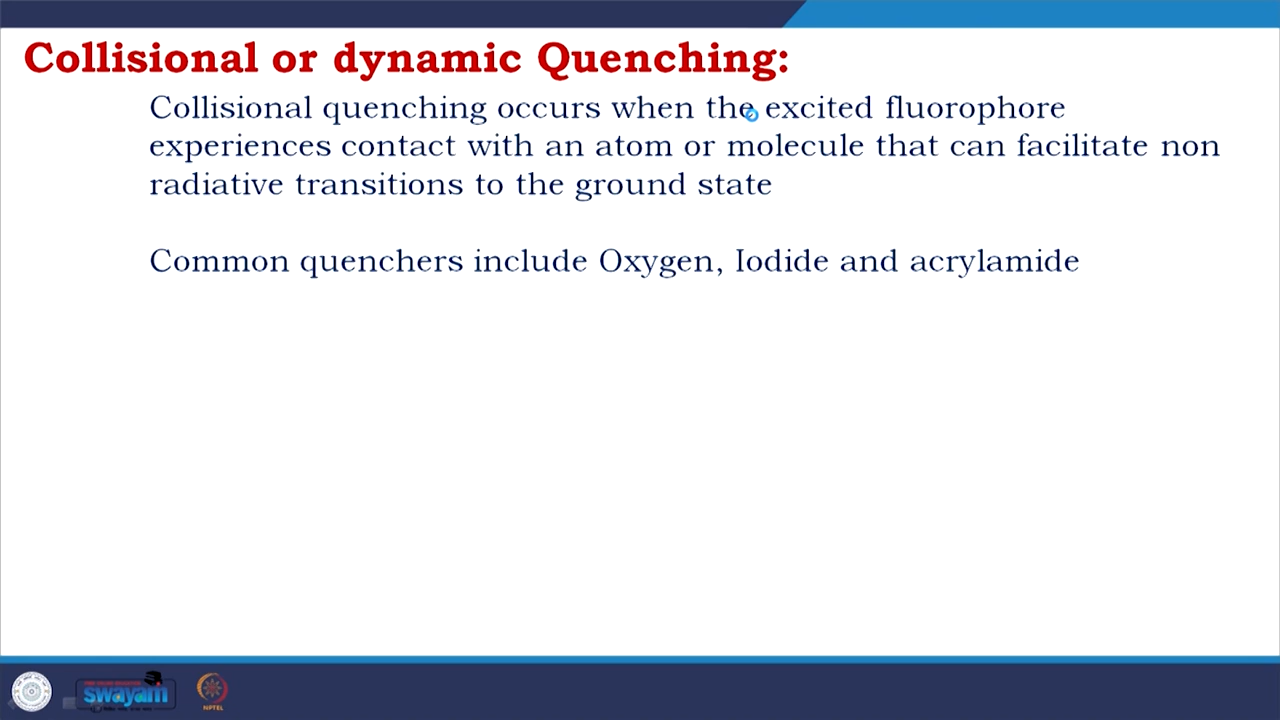 Collisional or dynamic Quenching:
Collisional quenching occurs when the excited fluorophore
experiences contact with an atom or molecule that can facilitate non
radiative transitions to the ground state
Common quenchers include Oxygen, Iodide and acrylamide
swayam
NPTEL